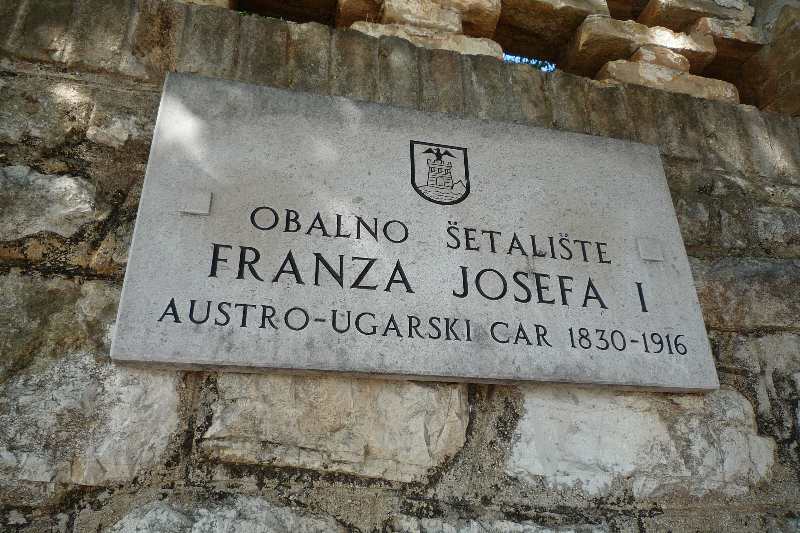 OBALNO ŠETALIŠTE
FRANZA JOSEFA I
AUSTRO-UGARSKI CAR 1830-1916